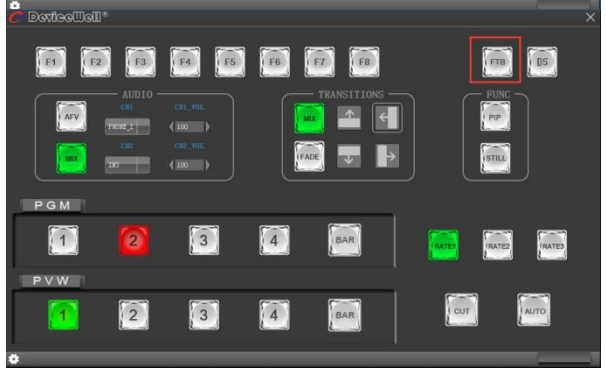 DeviceWell®
F1 F2 F3 F4 F5 F6 F7 F8 FTB DS
AUDIO TRANSITIONS FUNC
AFV CH1 CH1_VOL MIX PIP
PHONE_I 100
MIX CH2 CH2_VOL FADE STILL
IN3 100
PGM
1 2 3 4 BAR RATE1 RATE2 RATE3
PVW
1 2 3 4 BAR CUT AUTO